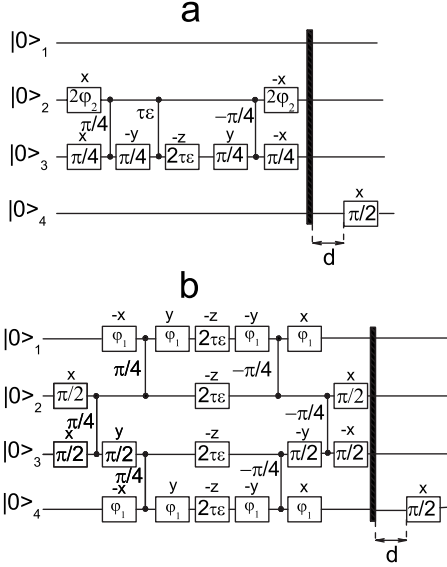 a
|0>₁
x -x
|0>₂ 2φ₂ τε 2φ₂
π/4 -π/4
x -y -z y -x
|0>₃ π/4 π/4 2τε π/4 π/4
|0>₄ x
π/2
d
b
-x y -z -y x
|0>₁ φ₁ φ₁ 2τε φ₁ φ₁
π/4 -π/4
x -z x
|0>₂ π/2 2τε π/2
π/4 -π/4
x y -z -y -x
|0>₃ π/2 π/2 2τε π/2 π/2
π/4 -π/4
-x y -z -y x x
|0>₄ φ₁ φ₁ 2τε φ₁ φ₁ π/2
d